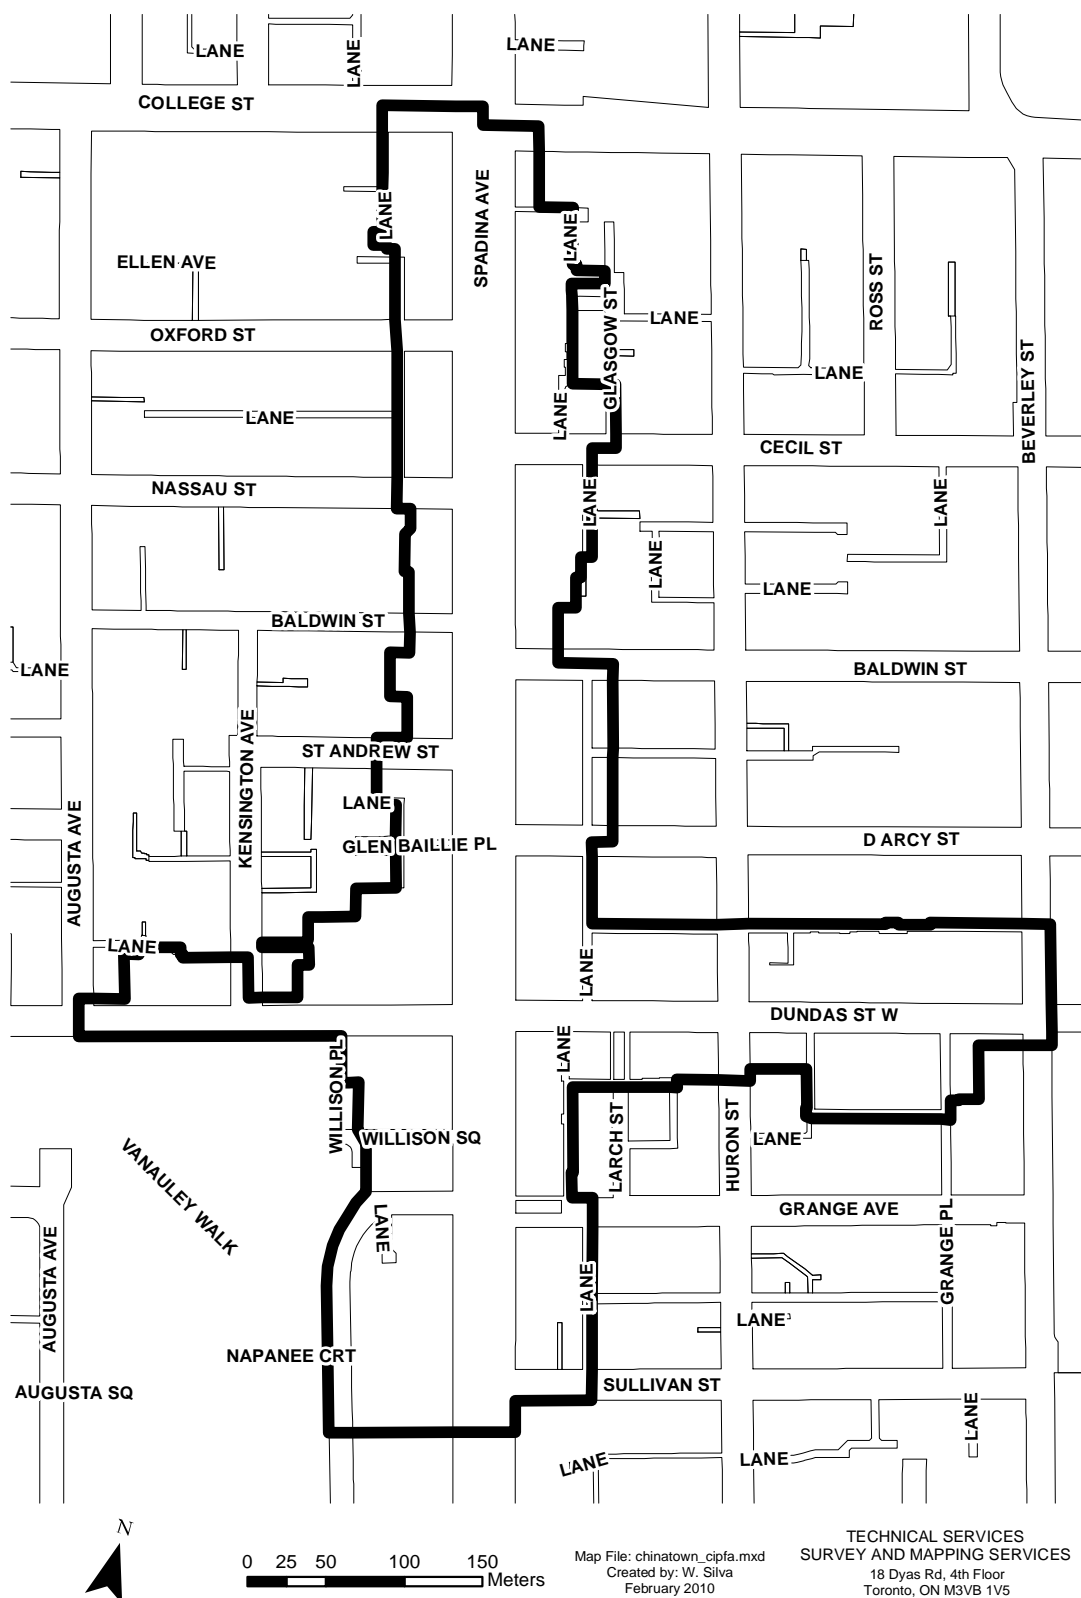 LANE
LANE
LANE
COLLEGE ST
SPADINA AVE
LANE
LANE
ELLEN AVE
ROSS ST
GLASGOW ST
LANE
OXFORD ST
BEVERLEY ST
LANE
LANE
LANE
CECIL ST
NASSAU ST
LANE
LANE
LANE
LANE
BALDWIN ST
LANE
BALDWIN ST
KENSINGTON AVE
ST ANDREW ST
LANE
AUGUSTA AVE
GLEN BAILLIE PL
D ARCY ST
LANE
LANE
DUNDAS ST W
LANE
WILLISON PL
WILLISON SQ
LARCH ST
HURON ST
LANE
VANAULEY WALK
LANE
GRANGE AVE
GRANGE PL
AUGUSTA AVE
LANE
LANE
NAPANEE CRT
SULLIVAN ST
AUGUSTA SQ
LANE
LANE
LANE
N
0 25 50 100 150
Meters
Map File: chinatown_cipfa.mxd
Created by: W. Silva
February 2010
TECHNICAL SERVICES
SURVEY AND MAPPING SERVICES
18 Dyas Rd, 4th Floor
Toronto, ON M3VB 1V5